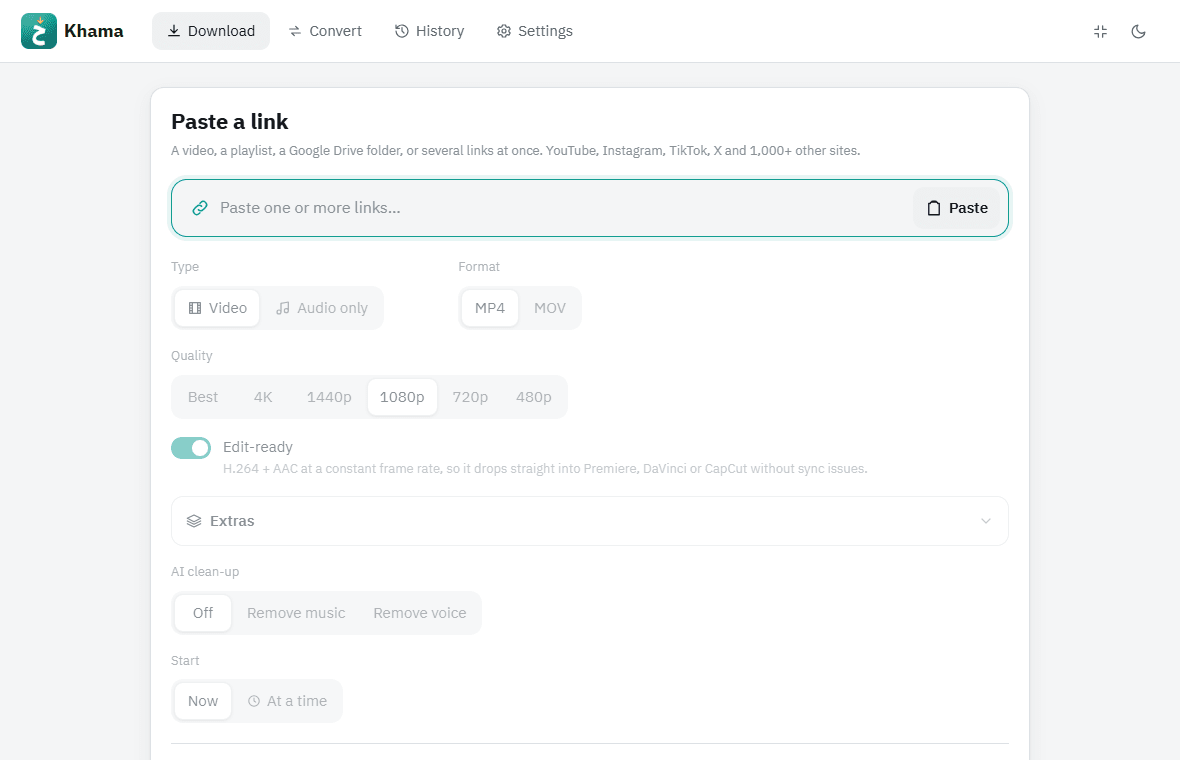 Khama
Download
Convert
History
Settings
Paste a link
A video, a playlist, a Google Drive folder, or several links at once. YouTube, Instagram, TikTok, X and 1,000+ other sites.
Paste one or more links...
Paste
Type
Format
Video
Audio only
MP4
MOV
Quality
Best
4K
1440p
1080p
720p
480p
Edit-ready
H.264 + AAC at a constant frame rate, so it drops straight into Premiere, DaVinci or CapCut without sync issues.
Extras
AI clean-up
Off
Remove music
Remove voice
Start
Now
At a time